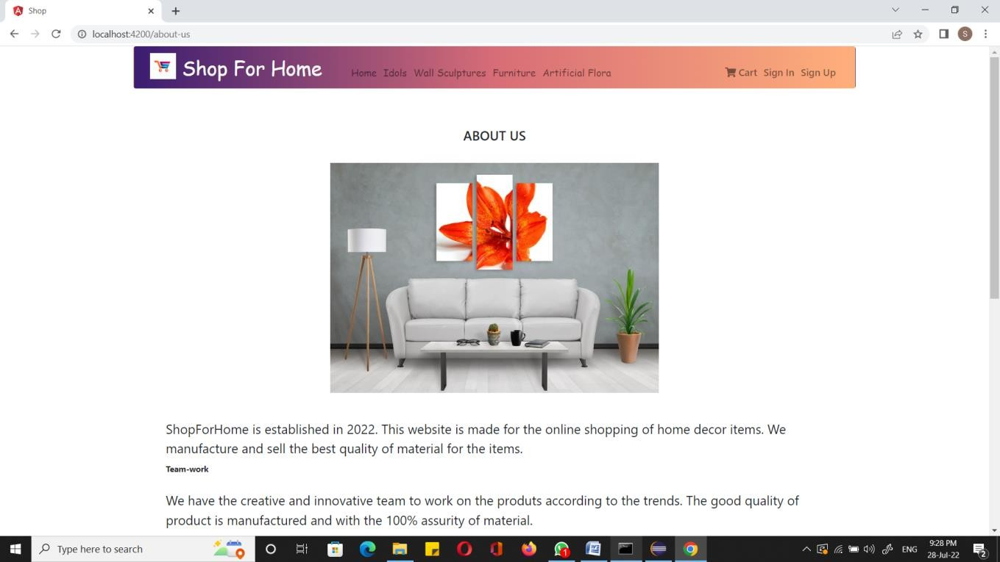 Shop
localhost:4200/about-us
S
Shop For Home Home Idols Wall Sculptures Furniture Artificial Flora Cart Sign In Sign Up
ABOUT US
ShopForHome is established in 2022. This website is made for the online shopping of home decor items. We
manufacture and sell the best quality of material for the items.
Team-work
We have the creative and innovative team to work on the produts according to the trends. The good quality of
product is manufactured and with the 100% assurity of material.
Type here to search
1
ENG
9:28 PM
28-Jul-22
2